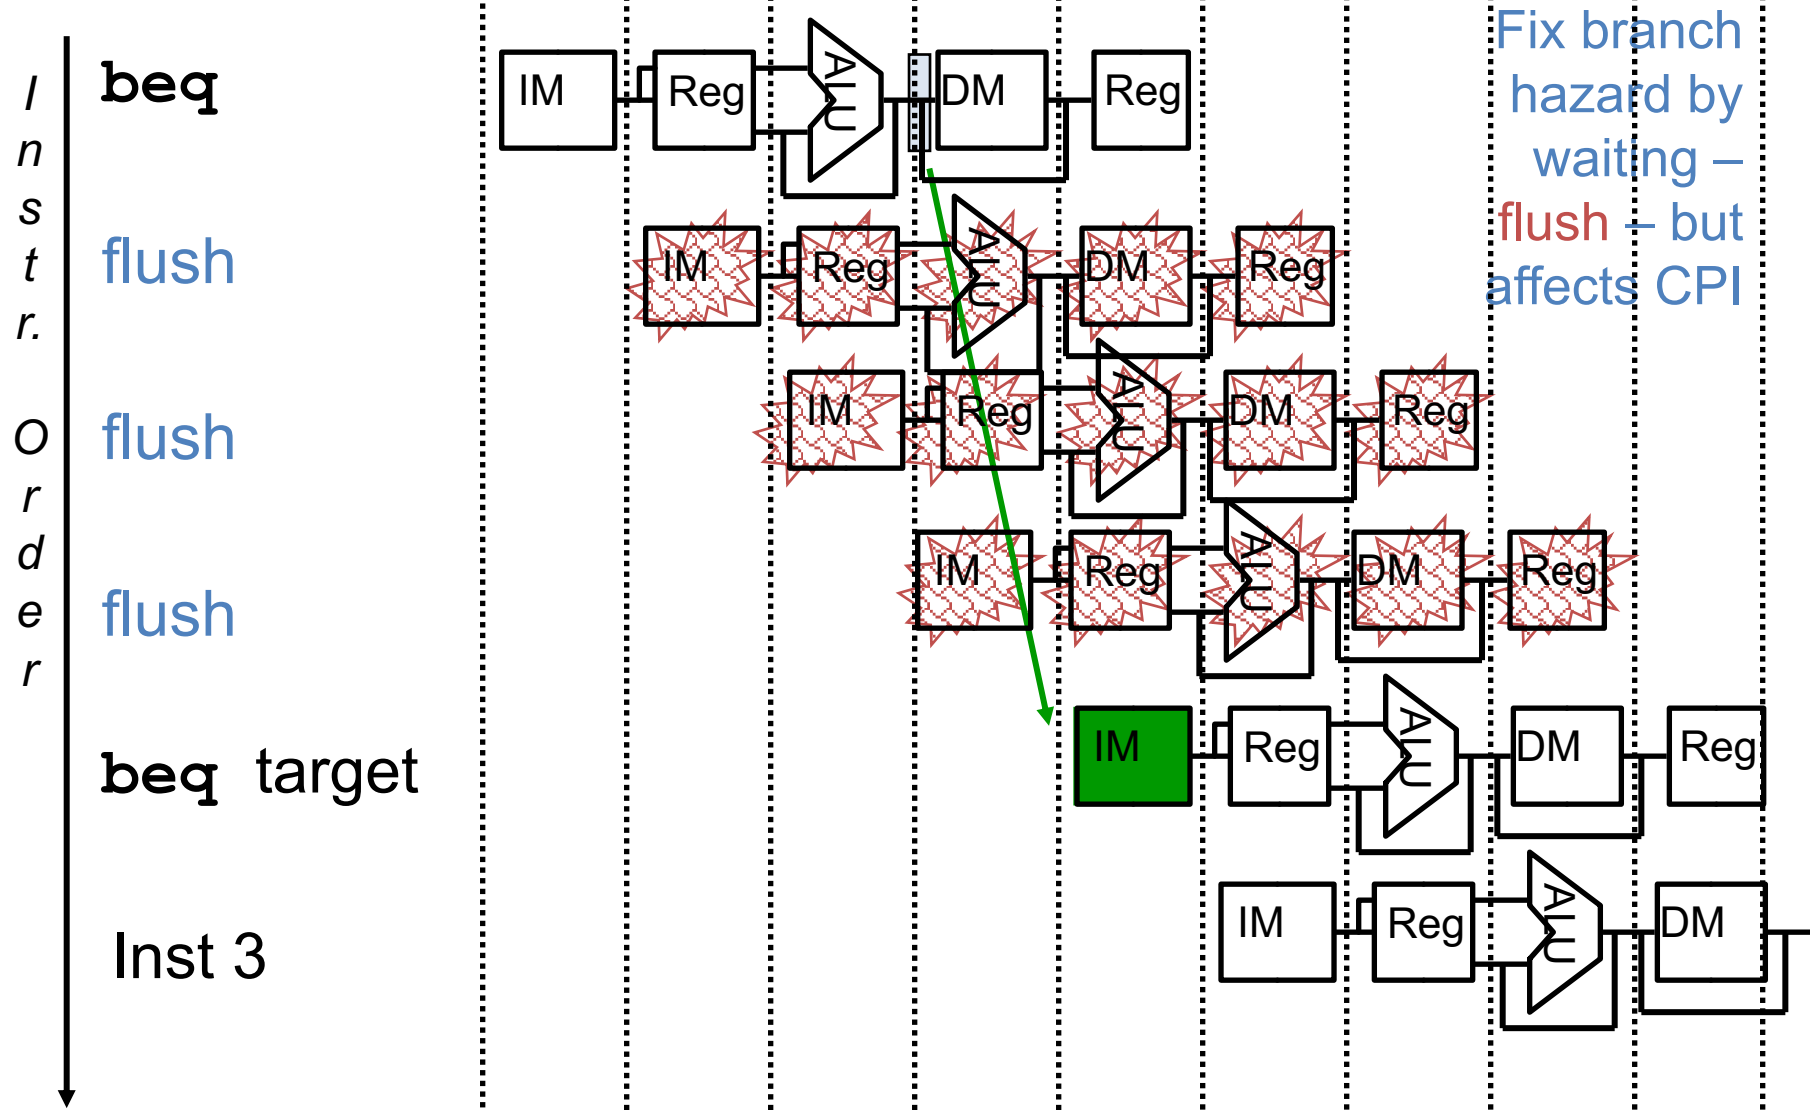 Instr. Order
Fix branch
hazard by
waiting –
flush – but
affects CPI
beq IM Reg ALU DM Reg
flush IM Reg ALU DM Reg
flush IM Reg ALU DM Reg
flush IM Reg ALU DM Reg
beq target IM Reg ALU DM Reg
Inst 3 IM Reg ALU DM